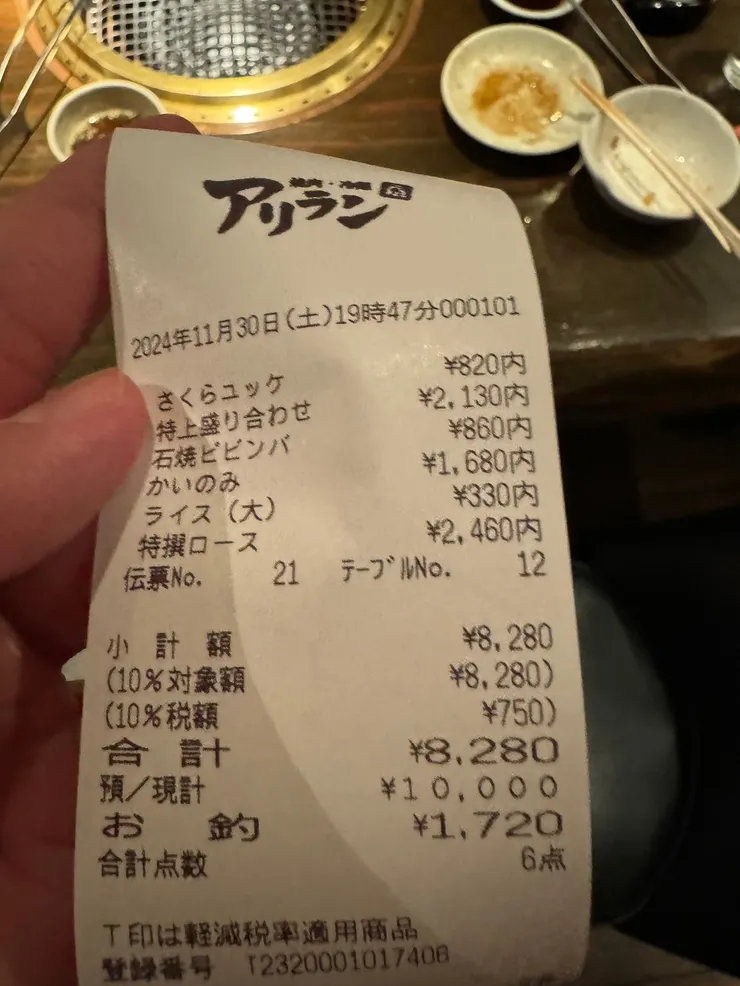 焼肉・冷麺
アリラン
2024年11月30日(土)19時47分000101
さくらユッケ ¥820内
特上盛り合わせ ¥2,130内
石焼ビビンバ ¥860内
かいのみ ¥1,680内
ライス(大) ¥330内
特撰ロース ¥2,460内
伝票No. 21 テーブルNo. 12
小計額 ¥8,280
(10%対象額 ¥8,280)
(10%税額 ¥750)
合計 ¥8,280
預/現計 ¥10,000
お釣 ¥1,720
合計点数 6点
T印は軽減税率適用商品
登録番号 T2320001017406